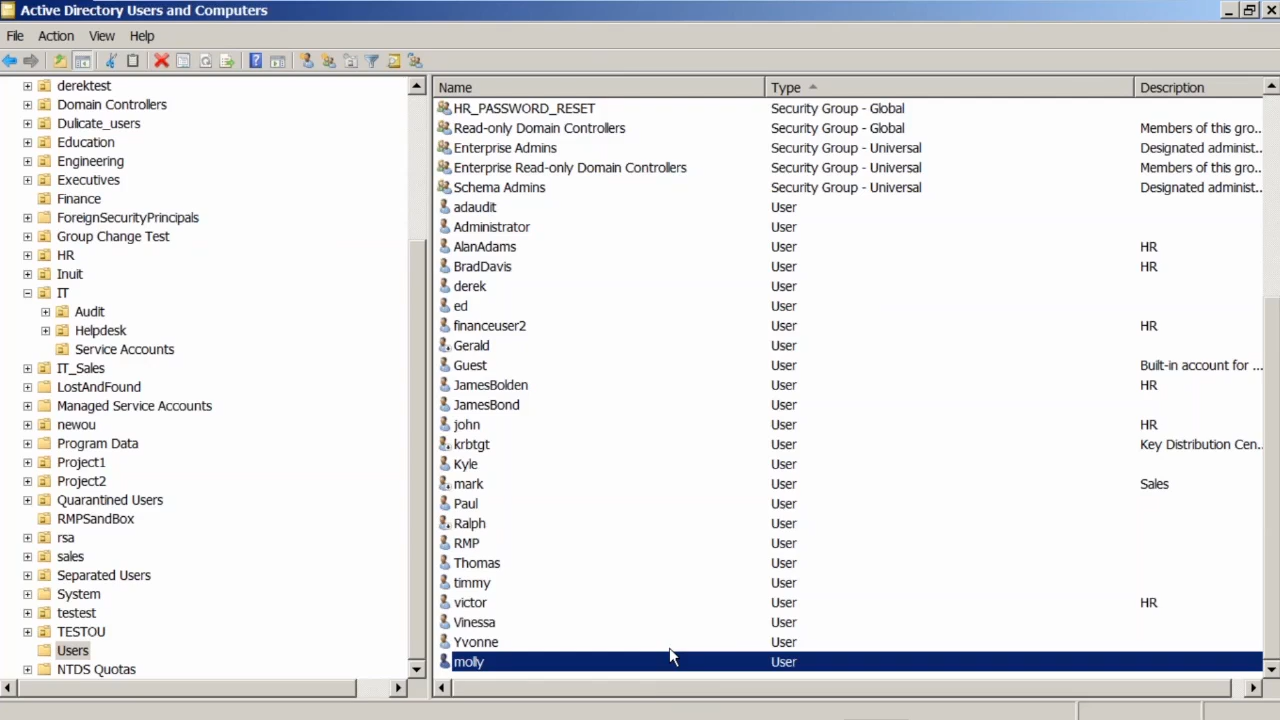 Active Directory Users and Computers
File Action View Help
derektest
Domain Controllers
Dulicate_users
Education
Engineering
Executives
Finance
ForeignSecurityPrincipals
Group Change Test
HR
Inuit
IT
Audit
Helpdesk
Service Accounts
IT_Sales
LostAndFound
Managed Service Accounts
newou
Program Data
Project1
Project2
Quarantined Users
RMPSandBox
rsa
sales
Separated Users
System
testest
TESTOU
Users
NTDS Quotas
Name Type Description
HR_PASSWORD_RESET Security Group - Global
Read-only Domain Controllers Security Group - Global Members of this gro...
Enterprise Admins Security Group - Universal Designated administ...
Enterprise Read-only Domain Controllers Security Group - Universal Members of this gro...
Schema Admins Security Group - Universal Designated administ...
adaudit User
Administrator User
AlanAdams User HR
BradDavis User HR
derek User
ed User
financeuser2 User HR
Gerald User
Guest User Built-in account for ...
JamesBolden User HR
JamesBond User
john User HR
krbtgt User Key Distribution Cen...
Kyle User
mark User Sales
Paul User
Ralph User
RMP User
Thomas User
timmy User
victor User HR
Vinessa User
Yvonne User
molly User